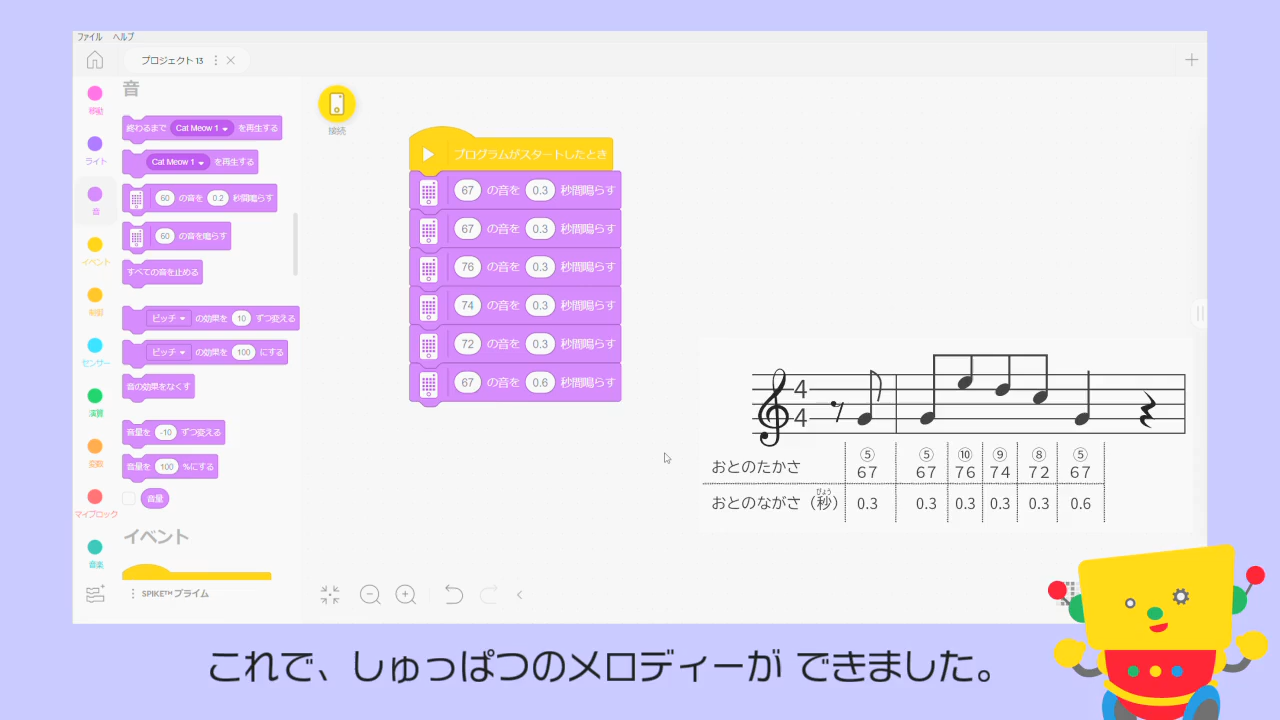 ファイル ヘルプ
プロジェクト 13
移動
ライト
音
イベント
制御
センサー
演算
変数
マイブロック
音楽
音
終わるまで Cat Meow 1 を再生する
Cat Meow 1 を再生する
60 の音を 0.2 秒間鳴らす
60 の音を鳴らす
すべての音を止める
ピッチ の効果を 10 ずつ変える
ピッチ の効果を 100 にする
音の効果をなくす
音量を -10 ずつ変える
音量を 100 %にする
音量
イベント
SPIKE™ プライム
接続
プログラムがスタートしたとき
67 の音を 0.3 秒間鳴らす
67 の音を 0.3 秒間鳴らす
76 の音を 0.3 秒間鳴らす
74 の音を 0.3 秒間鳴らす
72 の音を 0.3 秒間鳴らす
67 の音を 0.6 秒間鳴らす
4
4
⑤ ⑤ ⑩ ⑨ ⑧ ⑤
おとのたかさ 67 67 76 74 72 67
びょう
おとのながさ（秒） 0.3 0.3 0.3 0.3 0.3 0.6
これで、しゅっぱつのメロディーが できました。